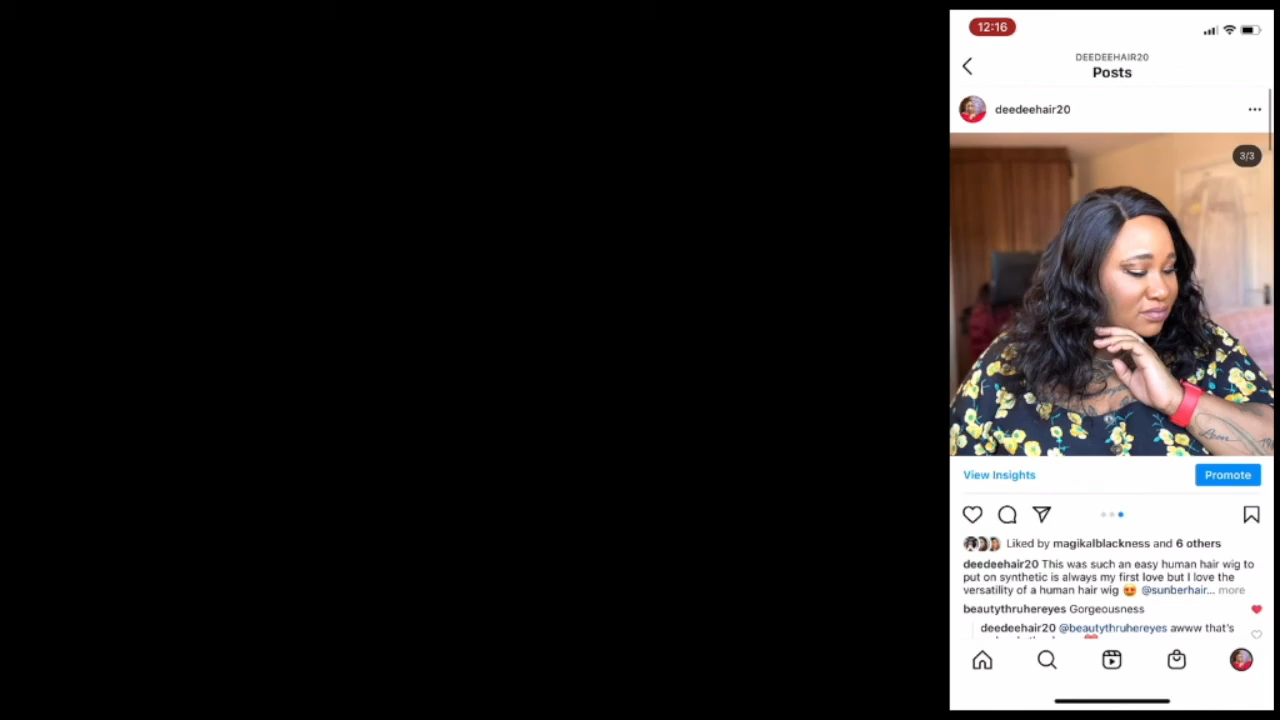 12:16
DEEDEEHAIR20
Posts
deedeehair20
3/3
View Insights
Promote
Liked by magikalblackness and 6 others
deedeehair20 This was such an easy human hair wig to
put on synthetic is always my first love but I love the
versatility of a human hair wig 😍 @sunberhair... more
beautythruhereyes Gorgeousness
deedeehair20 @beautythruhereyes awww that's